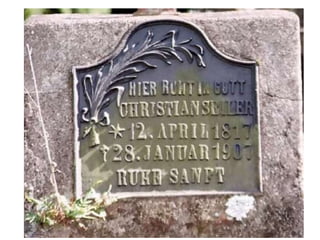 HIER RUHT IN GOTT
CHRISTIAN SEILER
* 12. APRIL 1817
† 28. JANUAR 1907
RUHE SANFT